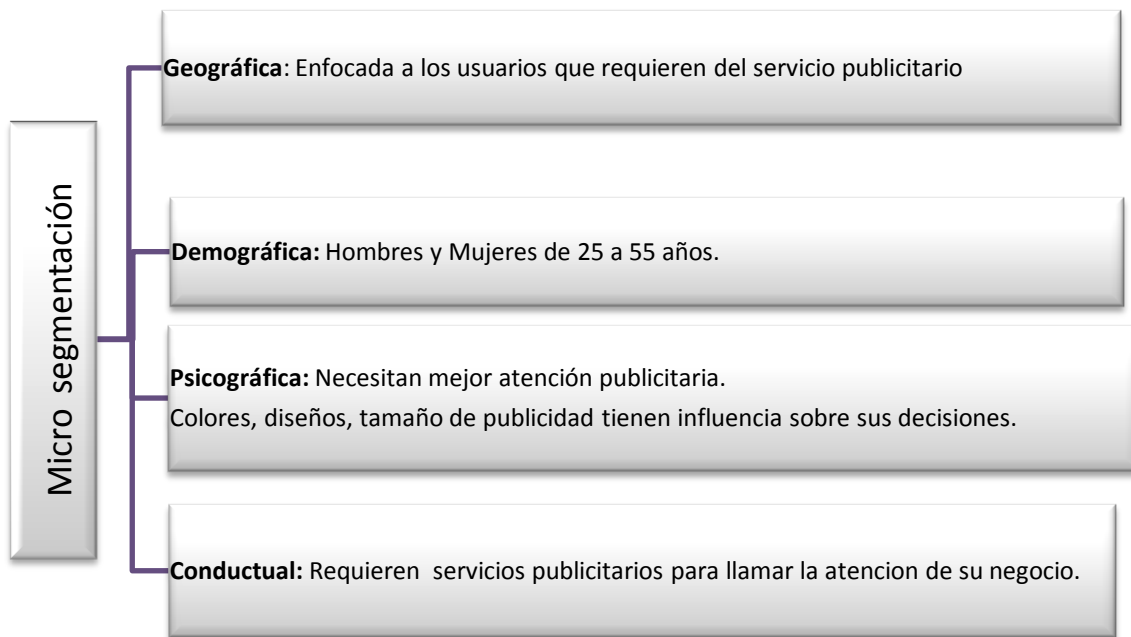 Micro segmentación
Geográfica: Enfocada a los usuarios que requieren del servicio publicitario
Demográfica: Hombres y Mujeres de 25 a 55 años.
Psicográfica: Necesitan mejor atención publicitaria.
Colores, diseños, tamaño de publicidad tienen influencia sobre sus decisiones.
Conductual: Requieren servicios publicitarios para llamar la atencion de su negocio.